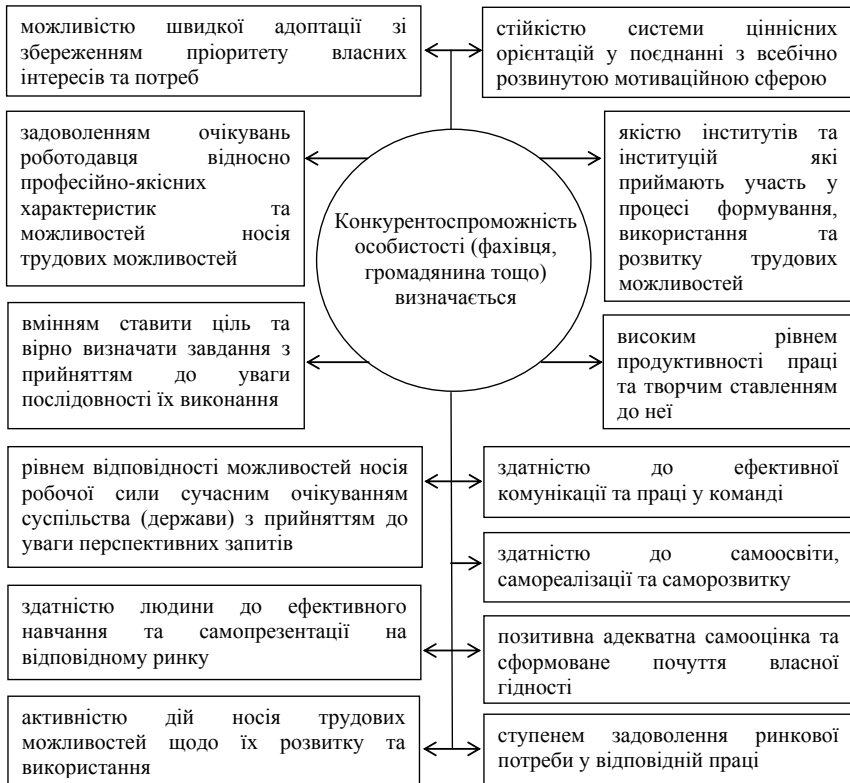 можливістю швидкої адоптації зі
збереженням пріоритету власних
інтересів та потреб
стійкістю системи ціннісних
орієнтацій у поєднанні з всебічно
розвинутою мотиваційною сферою
задоволенням очікувань
роботодавця відносно
професійно-якісних
характеристик та
можливостей носія
трудових можливостей
якістю інститутів та
інституцій які
приймають участь у
процесі формування,
використання та
розвитку трудових
можливостей
Конкурентоспроможність
особистості (фахівця,
громадянина тощо)
визначається
вмінням ставити ціль та
вірно визначати завдання з
прийняттям до уваги
послідовності їх виконання
високим рівнем
продуктивності праці
та творчим ставленням
до неї
рівнем відповідності можливостей носія
робочої сили сучасним очікуванням
суспільства (держави) з прийняттям до
уваги перспективних запитів
здатністю до ефективної
комунікації та праці у команді
здатністю до самоосвіти,
самореалізації та саморозвитку
здатністю людини до ефективного
навчання та самопрезентації на
відповідному ринку
позитивна адекватна самооцінка та
сформоване почуття власної
гідності
активністю дій носія трудових
можливостей щодо їх розвитку та
використання
ступенем задоволення ринкової
потреби у відповідній праці